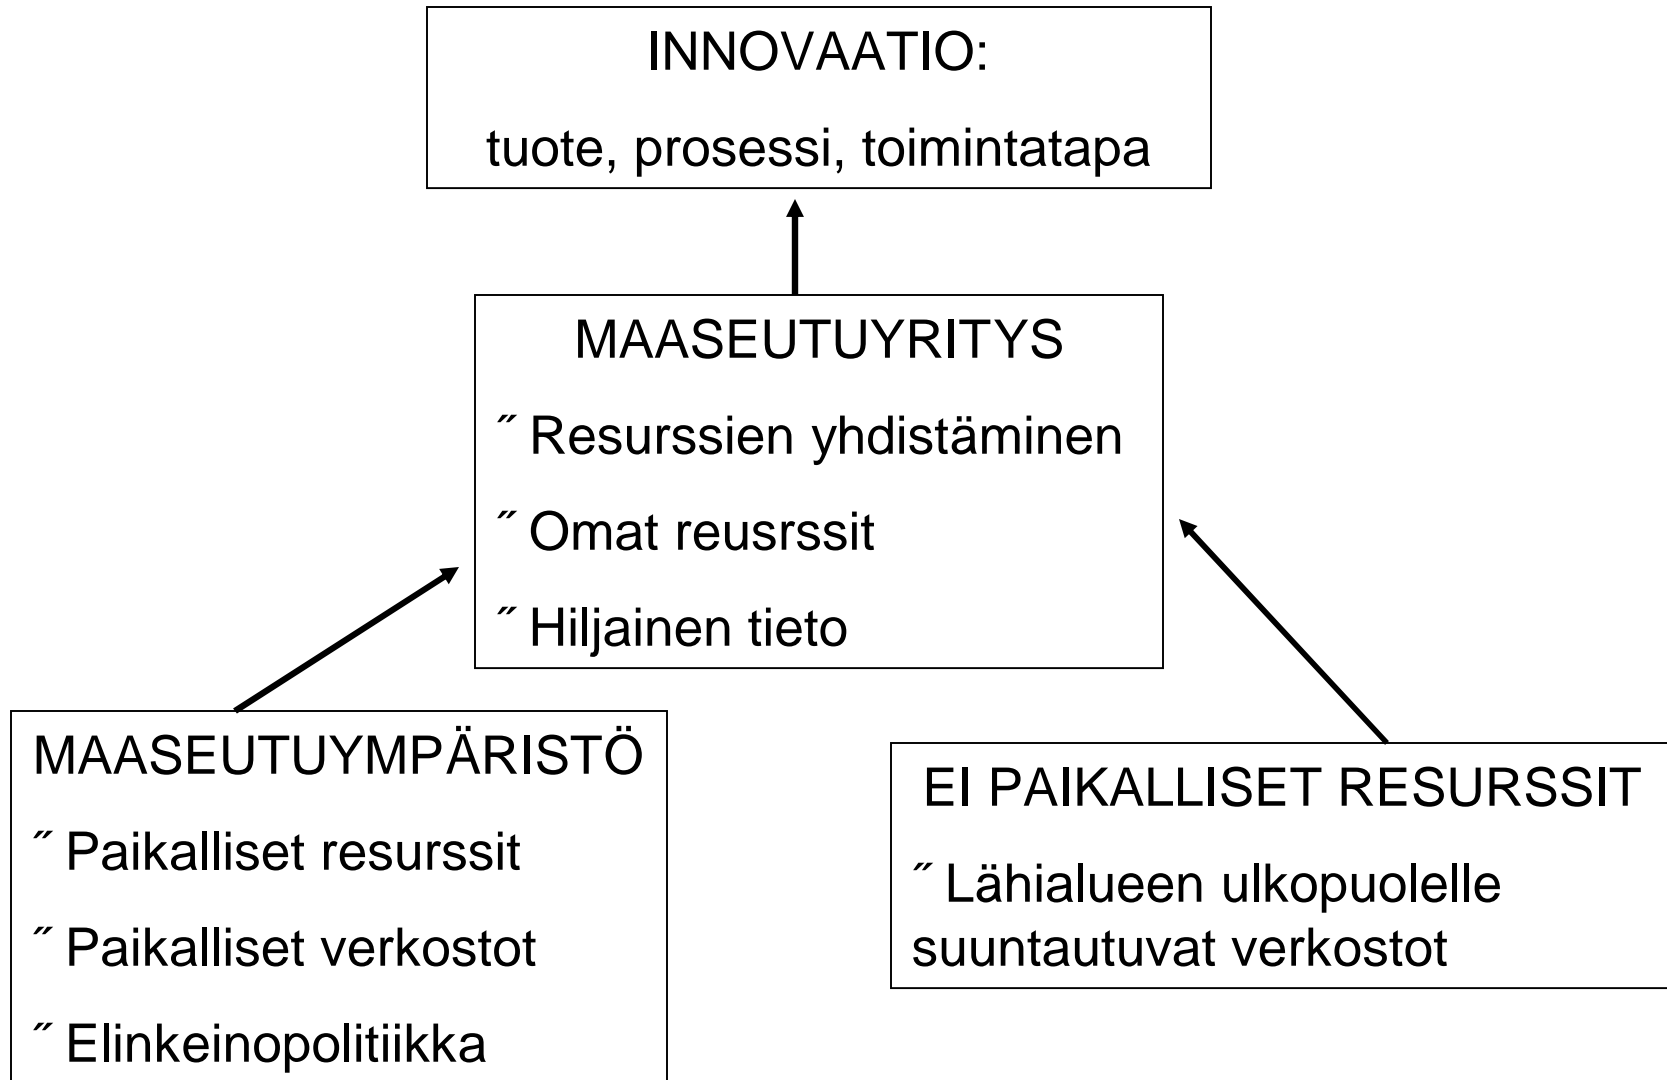 INNOVAATIO:
tuote, prosessi, toimintatapa
MAASEUTUYRITYS
˝ Resurssien yhdistäminen
˝ Omat reusrssit
˝ Hiljainen tieto
MAASEUTUYMPÄRISTÖ
˝ Paikalliset resurssit
˝ Paikalliset verkostot
˝ Elinkeinopolitiikka
EI PAIKALLISET RESURSSIT
˝ Lähialueen ulkopuolelle
suuntautuvat verkostot